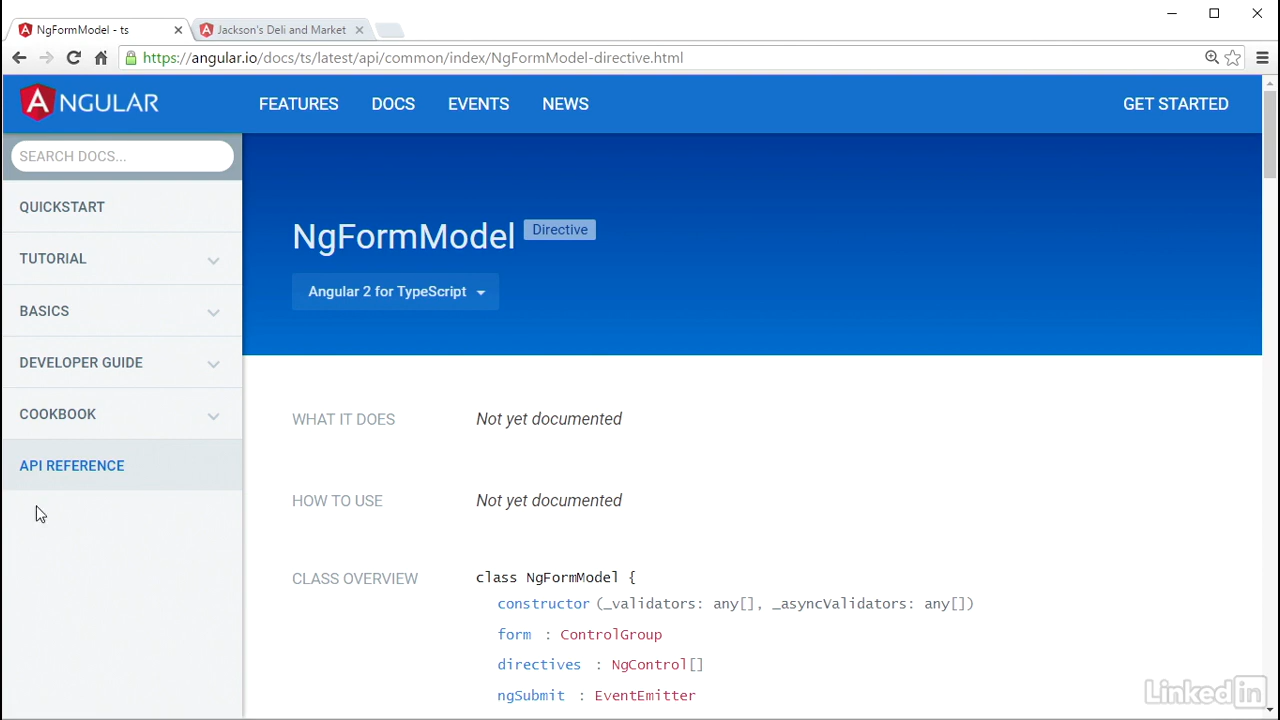 NgFormModel - ts
Jackson's Deli and Market
https://angular.io/docs/ts/latest/api/common/index/NgFormModel-directive.html
ANGULAR
FEATURES
DOCS
EVENTS
NEWS
GET STARTED
SEARCH DOCS...
QUICKSTART
TUTORIAL
BASICS
DEVELOPER GUIDE
COOKBOOK
API REFERENCE
NgFormModel Directive
Angular 2 for TypeScript
WHAT IT DOES Not yet documented
HOW TO USE Not yet documented
CLASS OVERVIEW class NgFormModel {
constructor (_validators: any[], _asyncValidators: any[])
form : ControlGroup
directives : NgControl[]
ngSubmit : EventEmitter
Linked in